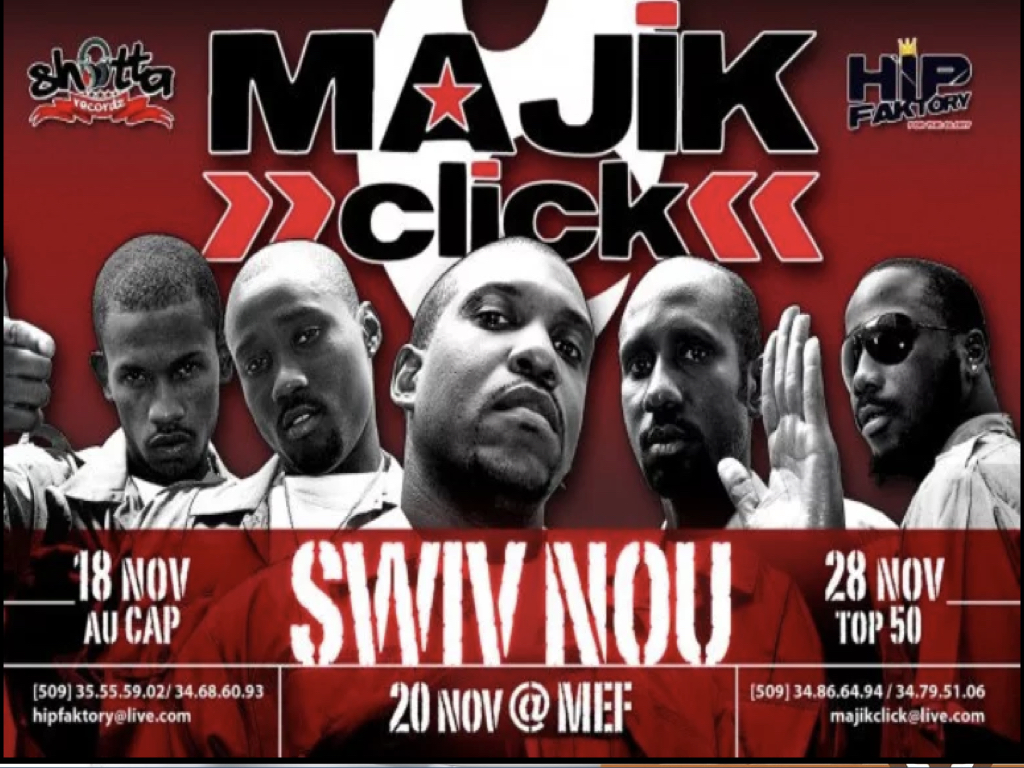 shotta
recordz
MAJiK
click
HIP
FAKTORY
18 NOV
AU CAP
SWIV NOU
28 NOV
TOP 50
[509] 35.55.59.02/ 34.68.60.93
hipfaktory@live.com
20 NOV @ MEF
[509] 34.86.64.94 / 34.79.51.06
majikclick@live.com